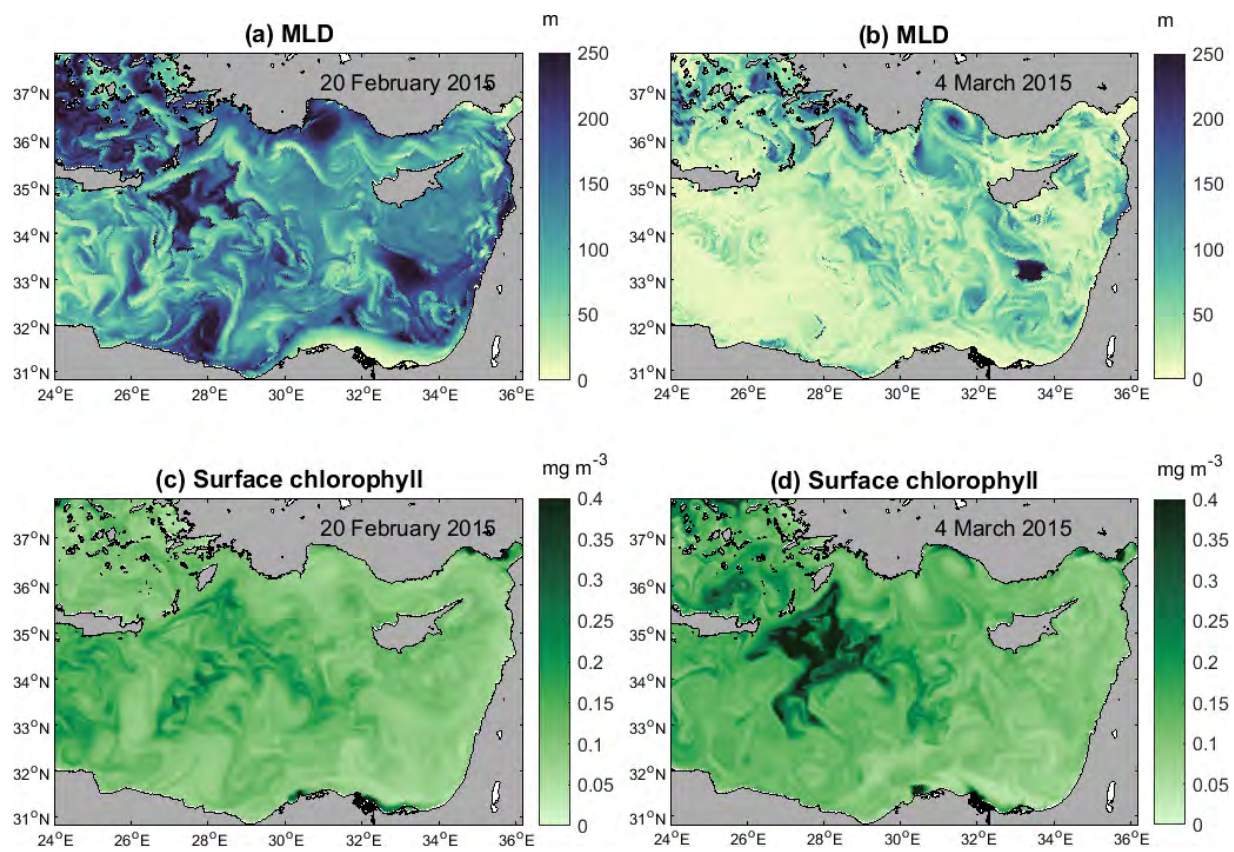 (a) MLD
m
20 February 2015
37°N
36°N
35°N
34°N
33°N
32°N
31°N
24°E 26°E 28°E 30°E 32°E 34°E 36°E
250
200
150
100
50
0
(b) MLD
m
4 March 2015
37°N
36°N
35°N
34°N
33°N
32°N
31°N
24°E 26°E 28°E 30°E 32°E 34°E 36°E
250
200
150
100
50
0
(c) Surface chlorophyll
mg m⁻³
20 February 2015
37°N
36°N
35°N
34°N
33°N
32°N
31°N
24°E 26°E 28°E 30°E 32°E 34°E 36°E
0.4
0.35
0.3
0.25
0.2
0.15
0.1
0.05
0
(d) Surface chlorophyll
mg m⁻³
4 March 2015
37°N
36°N
35°N
34°N
33°N
32°N
31°N
24°E 26°E 28°E 30°E 32°E 34°E 36°E
0.4
0.35
0.3
0.25
0.2
0.15
0.1
0.05
0